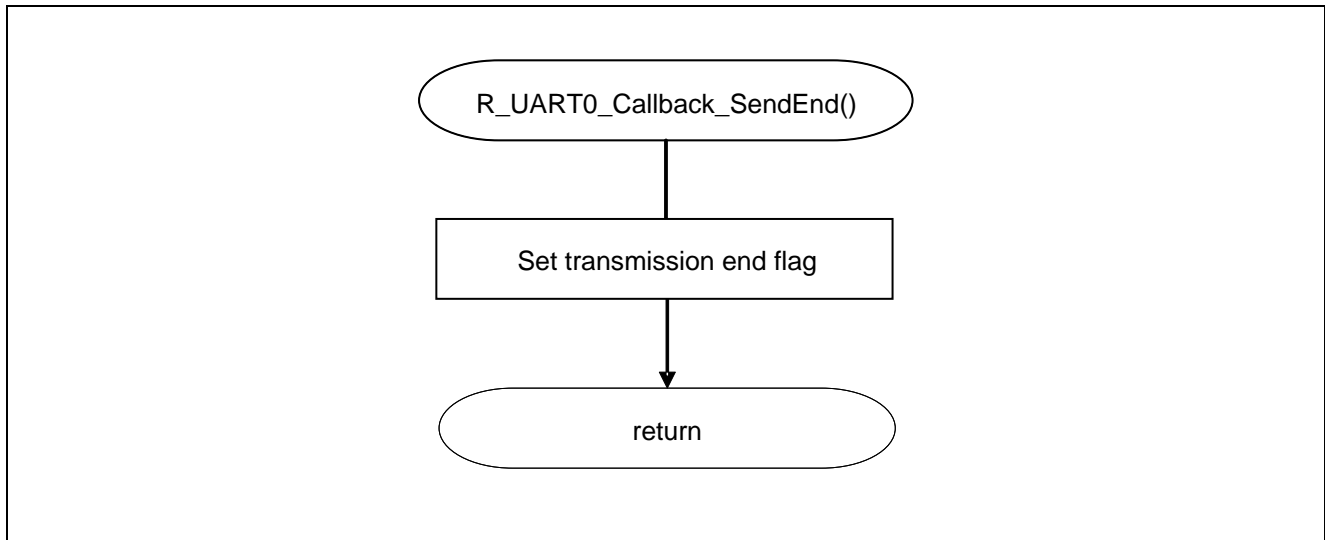 R_UART0_Callback_SendEnd()
Set transmission end flag
return